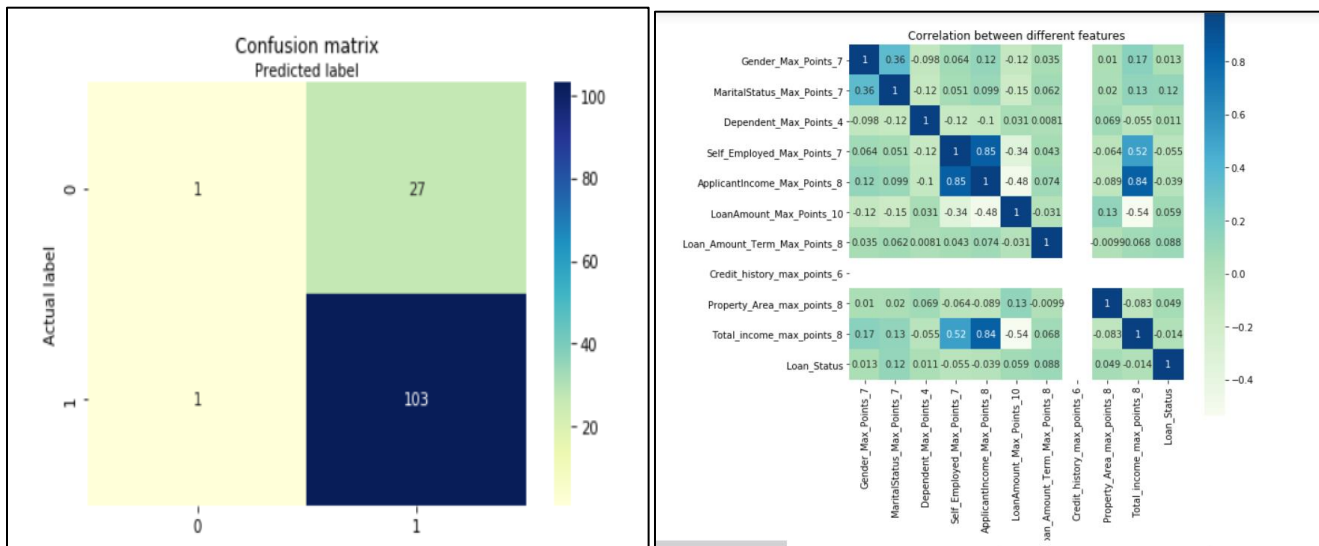 Confusion matrix
Predicted label
Actual label
0
1
1 27
1 103
0 1
100
80
60
40
20
Correlation between different features
Gender_Max_Points_7 1 0.36 -0.098 0.064 0.12 -0.12 0.035 0.01 0.17 0.013
MaritalStatus_Max_Points_7 0.36 1 -0.12 0.051 0.099 -0.15 0.062 0.02 0.13 0.12
Dependent_Max_Points_4 -0.098 -0.12 1 -0.12 -0.1 0.031 0.0081 0.069 -0.055 0.011
Self_Employed_Max_Points_7 0.064 0.051 -0.12 1 0.85 -0.34 0.043 -0.064 0.52 -0.055
ApplicantIncome_Max_Points_8 0.12 0.099 -0.1 0.85 1 -0.48 0.074 -0.089 0.84 -0.039
LoanAmount_Max_Points_10 -0.12 -0.15 0.031 -0.34 -0.48 1 -0.031 0.13 -0.54 0.059
Loan_Amount_Term_Max_Points_8 0.035 0.062 0.0081 0.043 0.074 -0.031 1 -0.0099 0.068 0.088
Credit_history_max_points_6
Property_Area_max_points_8 0.01 0.02 0.069 -0.064 -0.089 0.13 -0.0099 1 -0.083 0.049
Total_income_max_points_8 0.17 0.13 -0.055 0.52 0.84 -0.54 0.068 -0.083 1 -0.014
Loan_Status 0.013 0.12 0.011 -0.055 -0.039 0.059 0.088 0.049 -0.014 1
Gender_Max_Points_7
MaritalStatus_Max_Points_7
Dependent_Max_Points_4
Self_Employed_Max_Points_7
ApplicantIncome_Max_Points_8
LoanAmount_Max_Points_10
oan_Amount_Term_Max_Points_8
Credit_history_max_points_6
Property_Area_max_points_8
Total_income_max_points_8
Loan_Status
0.8
0.6
0.4
0.2
0.0
-0.2
-0.4